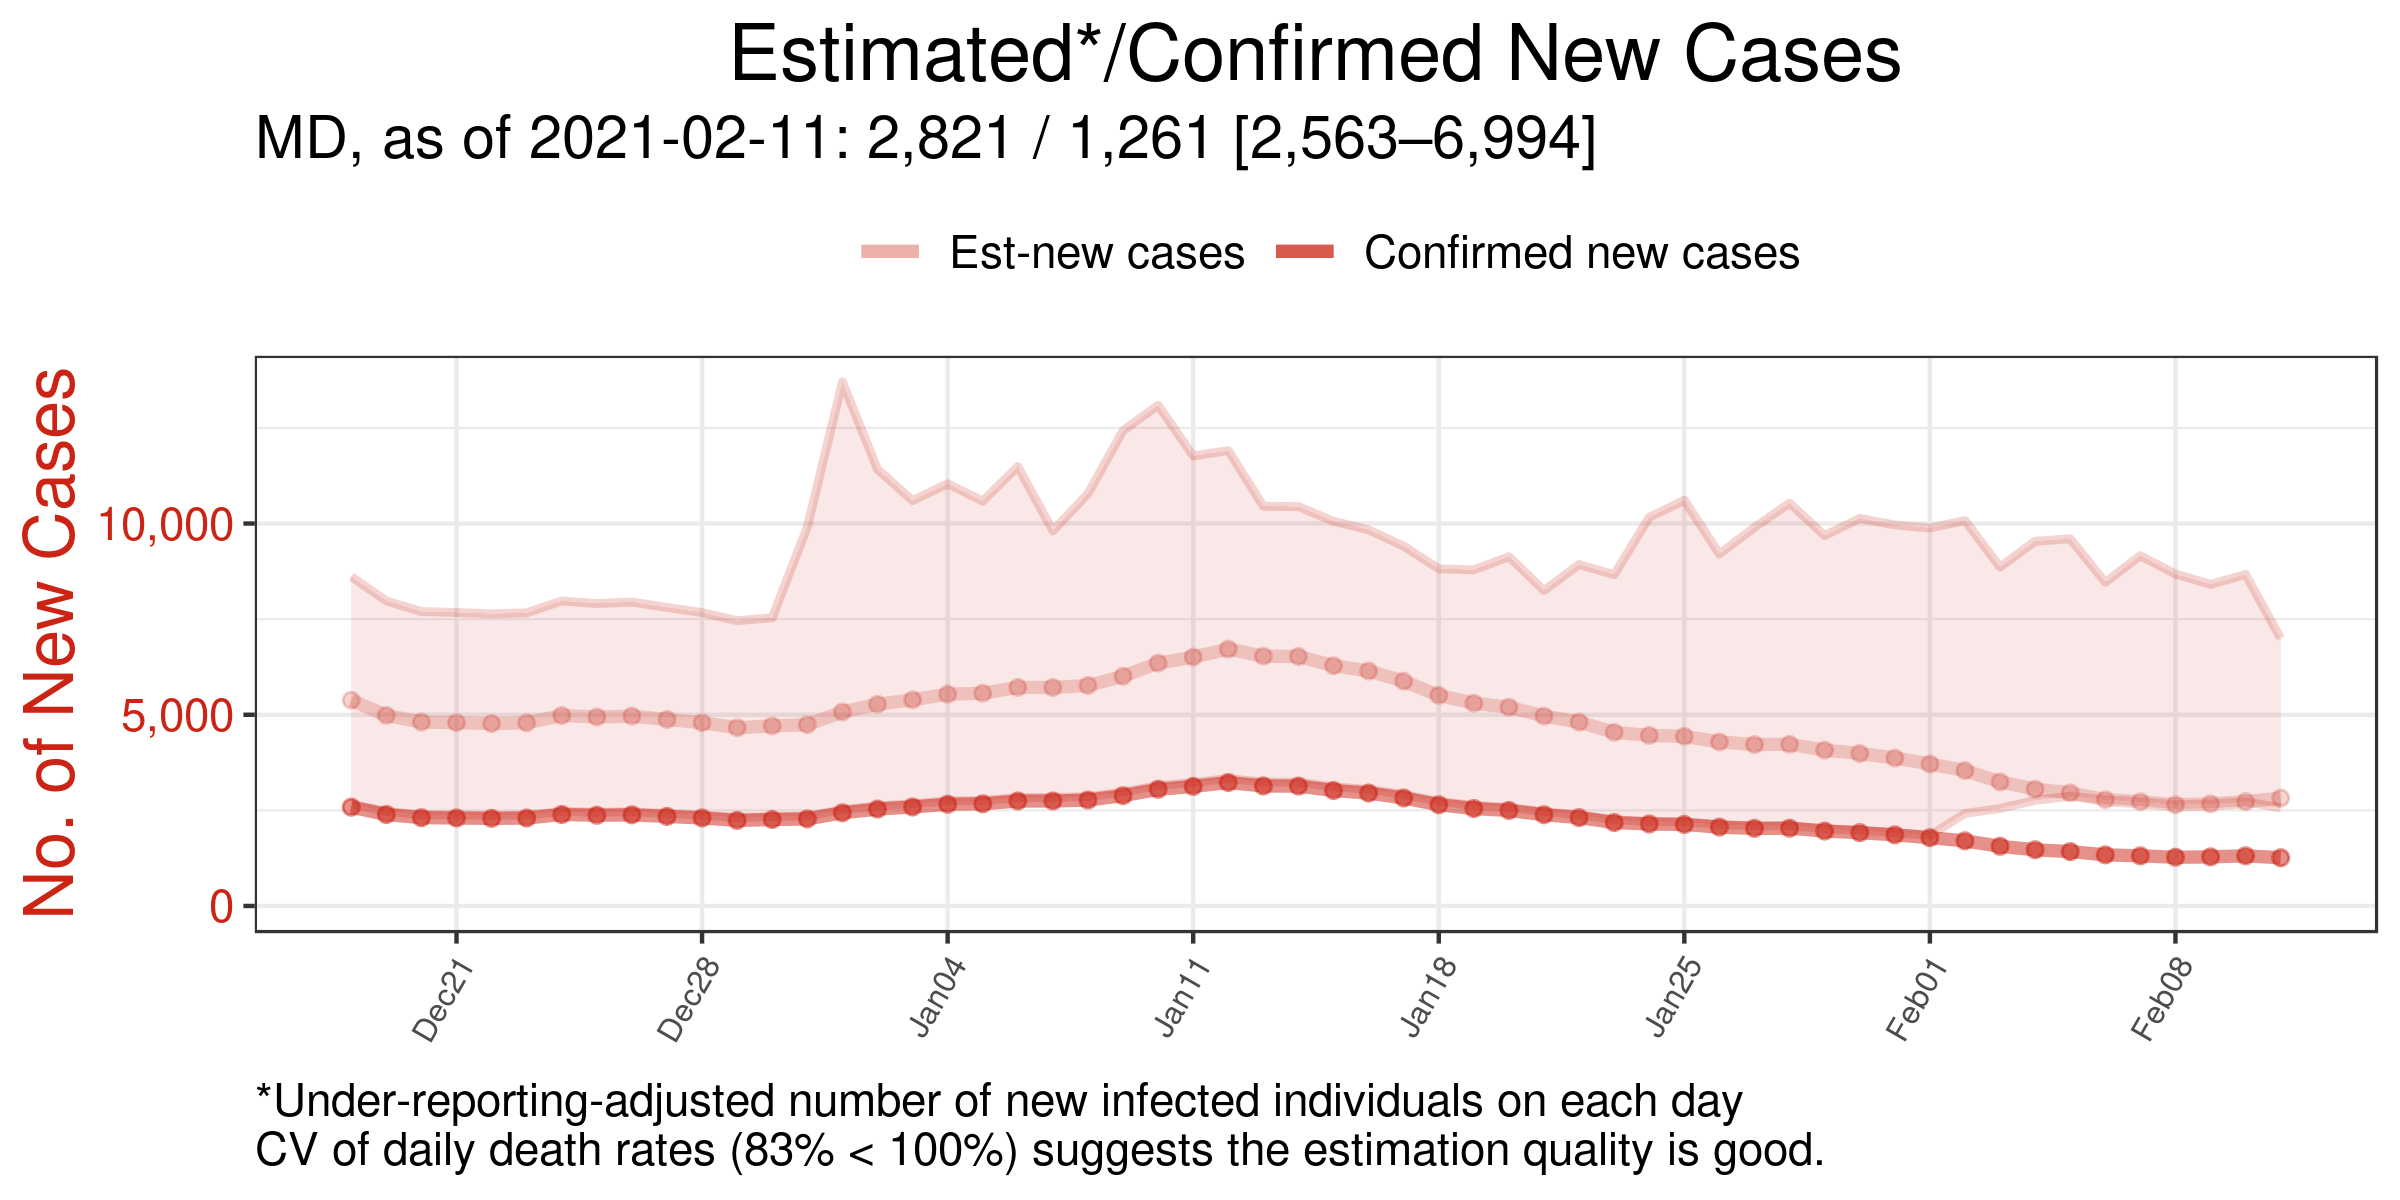 Estimated*/Confirmed New Cases
MD, as of 2021-02-11: 2,821 / 1,261 [2,563–6,994]
Est-new cases
Confirmed new cases
No. of New Cases
10,000
5,000
0
Dec21
Dec28
Jan04
Jan11
Jan18
Jan25
Feb01
Feb08
*Under-reporting-adjusted number of new infected individuals on each day
CV of daily death rates (83% < 100%) suggests the estimation quality is good.